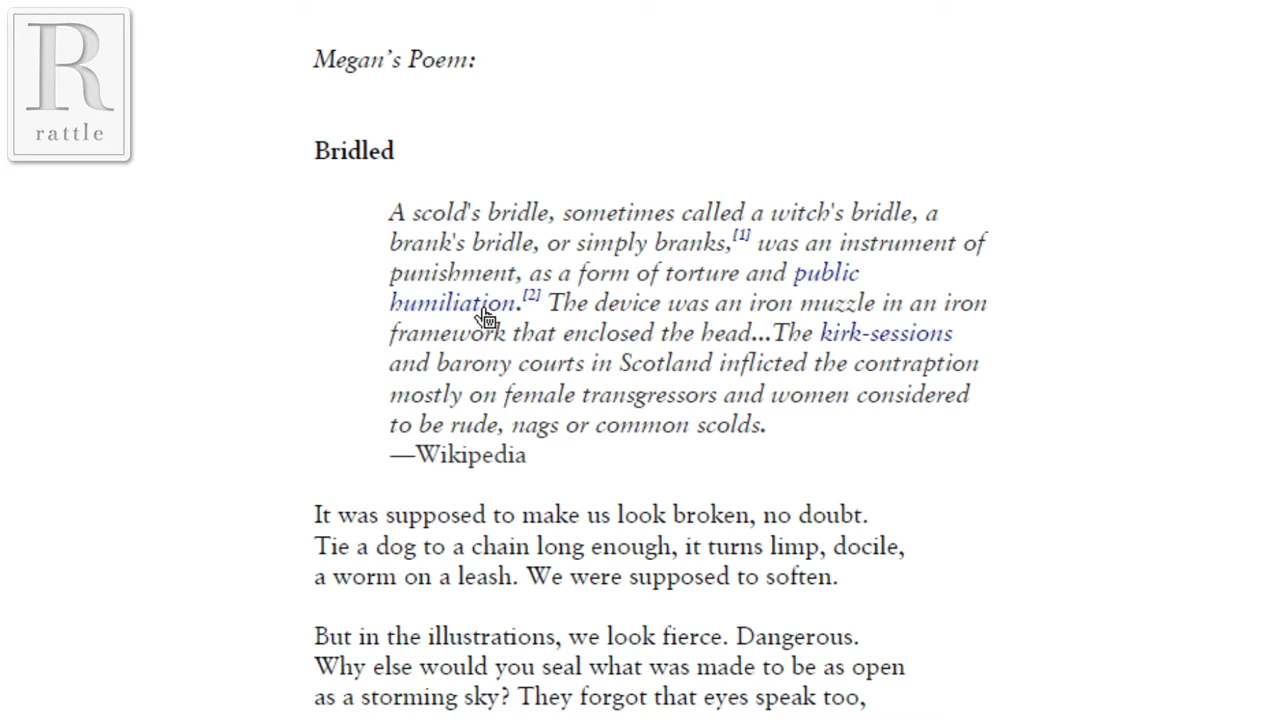 R
rattle
Megan's Poem:
Bridled
A scold's bridle, sometimes called a witch's bridle, a
brank's bridle, or simply branks,[1] was an instrument of
punishment, as a form of torture and public
humiliation.[2] The device was an iron muzzle in an iron
framework that enclosed the head...The kirk-sessions
and barony courts in Scotland inflicted the contraption
mostly on female transgressors and women considered
to be rude, nags or common scolds.
—Wikipedia
It was supposed to make us look broken, no doubt.
Tie a dog to a chain long enough, it turns limp, docile,
a worm on a leash. We were supposed to soften.
But in the illustrations, we look fierce. Dangerous.
Why else would you seal what was made to be as open
as a storming sky? They forgot that eyes speak too,